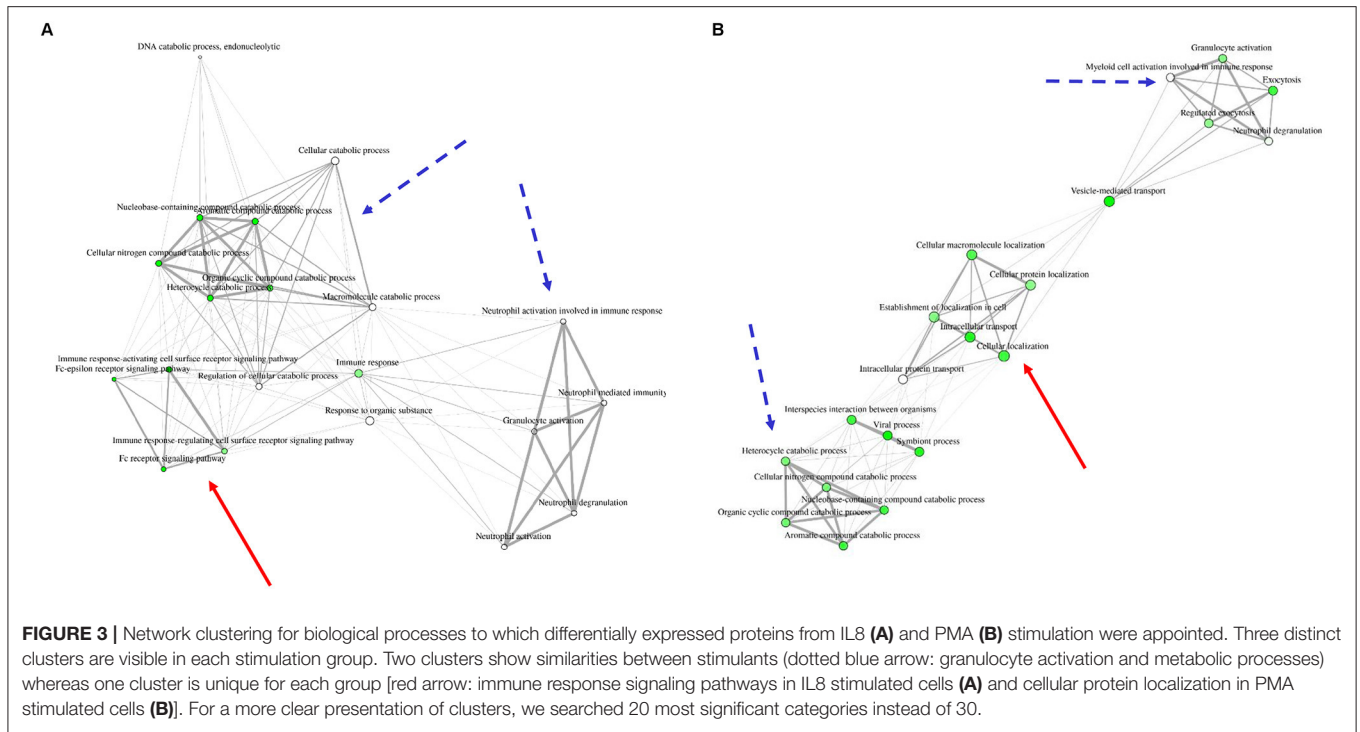 A
DNA catabolic process, endonucleolytic
Cellular catabolic process
Nucleobase-containing compound catabolic process
Aromatic compound catabolic process
Cellular nitrogen compound catabolic process
Organic cyclic compound catabolic process
Heterocycle catabolic process
Macromolecule catabolic process
Neutrophil activation involved in immune response
Immune response-activating cell surface receptor signaling pathway
Immune response
Fc-epsilon receptor signaling pathway
Regulation of cellular catabolic process
Neutrophil mediated immunity
Response to organic substance
Granulocyte activation
Immune response-regulating cell surface receptor signaling pathway
Fc receptor signaling pathway
Neutrophil degranulation
Neutrophil activation
B
Granulocyte activation
Myeloid cell activation involved in immune response
Exocytosis
Regulated exocytosis
Neutrophil degranulation
Vesicle-mediated transport
Cellular macromolecule localization
Cellular protein localization
Establishment of localization in cell
Intracellular transport
Cellular localization
Intracellular protein transport
Interspecies interaction between organisms
Viral process
Symbiont process
Heterocycle catabolic process
Cellular nitrogen compound catabolic process
Nucleobase-containing compound catabolic process
Organic cyclic compound catabolic process
Aromatic compound catabolic process
FIGURE 3 | Network clustering for biological processes to which differentially expressed proteins from IL8 (A) and PMA (B) stimulation were appointed. Three distinct
clusters are visible in each stimulation group. Two clusters show similarities between stimulants (dotted blue arrow: granulocyte activation and metabolic processes)
whereas one cluster is unique for each group [red arrow: immune response signaling pathways in IL8 stimulated cells (A) and cellular protein localization in PMA
stimulated cells (B)]. For a more clear presentation of clusters, we searched 20 most significant categories instead of 30.